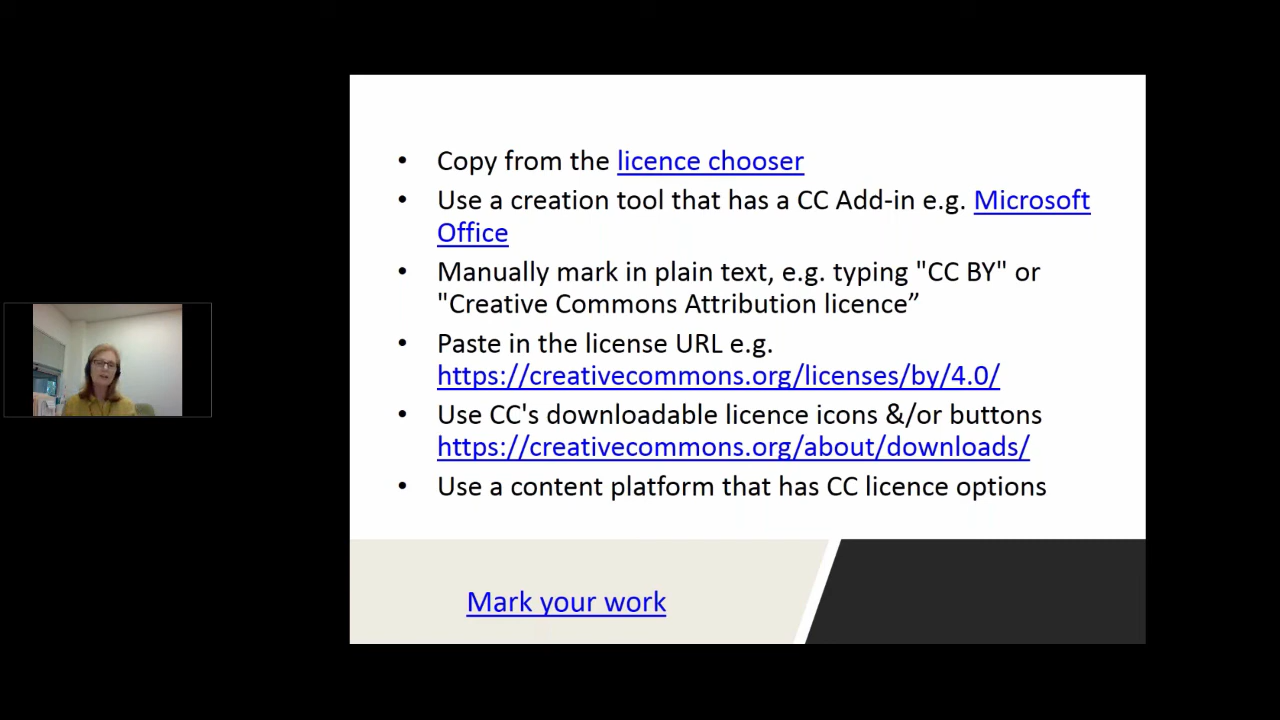 • Copy from the licence chooser
• Use a creation tool that has a CC Add-in e.g. Microsoft
Office
• Manually mark in plain text, e.g. typing "CC BY" or
"Creative Commons Attribution licence”
• Paste in the license URL e.g.
https://creativecommons.org/licenses/by/4.0/
• Use CC's downloadable licence icons &/or buttons
https://creativecommons.org/about/downloads/
• Use a content platform that has CC licence options
Mark your work